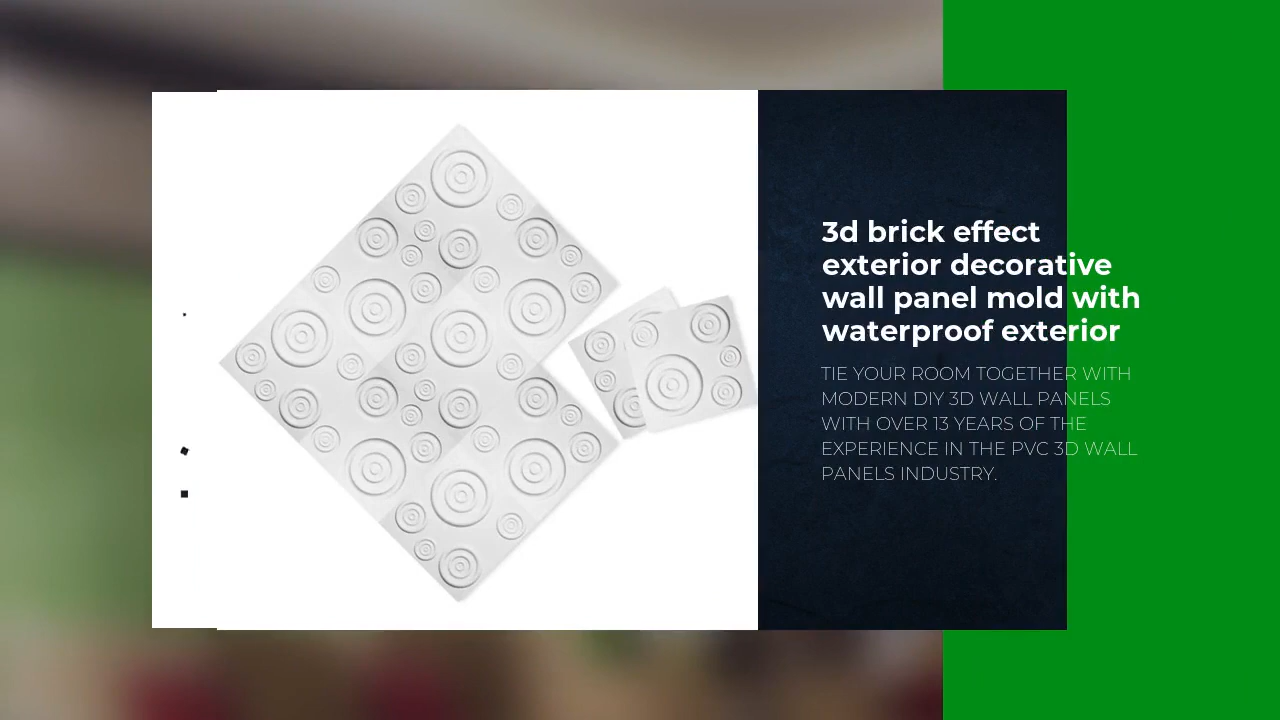 3d brick effect
exterior decorative
wall panel mold with
waterproof exterior
TIE YOUR ROOM TOGETHER WITH
MODERN DIY 3D WALL PANELS
WITH OVER 13 YEARS OF THE
EXPERIENCE IN THE PVC 3D WALL
PANELS INDUSTRY.